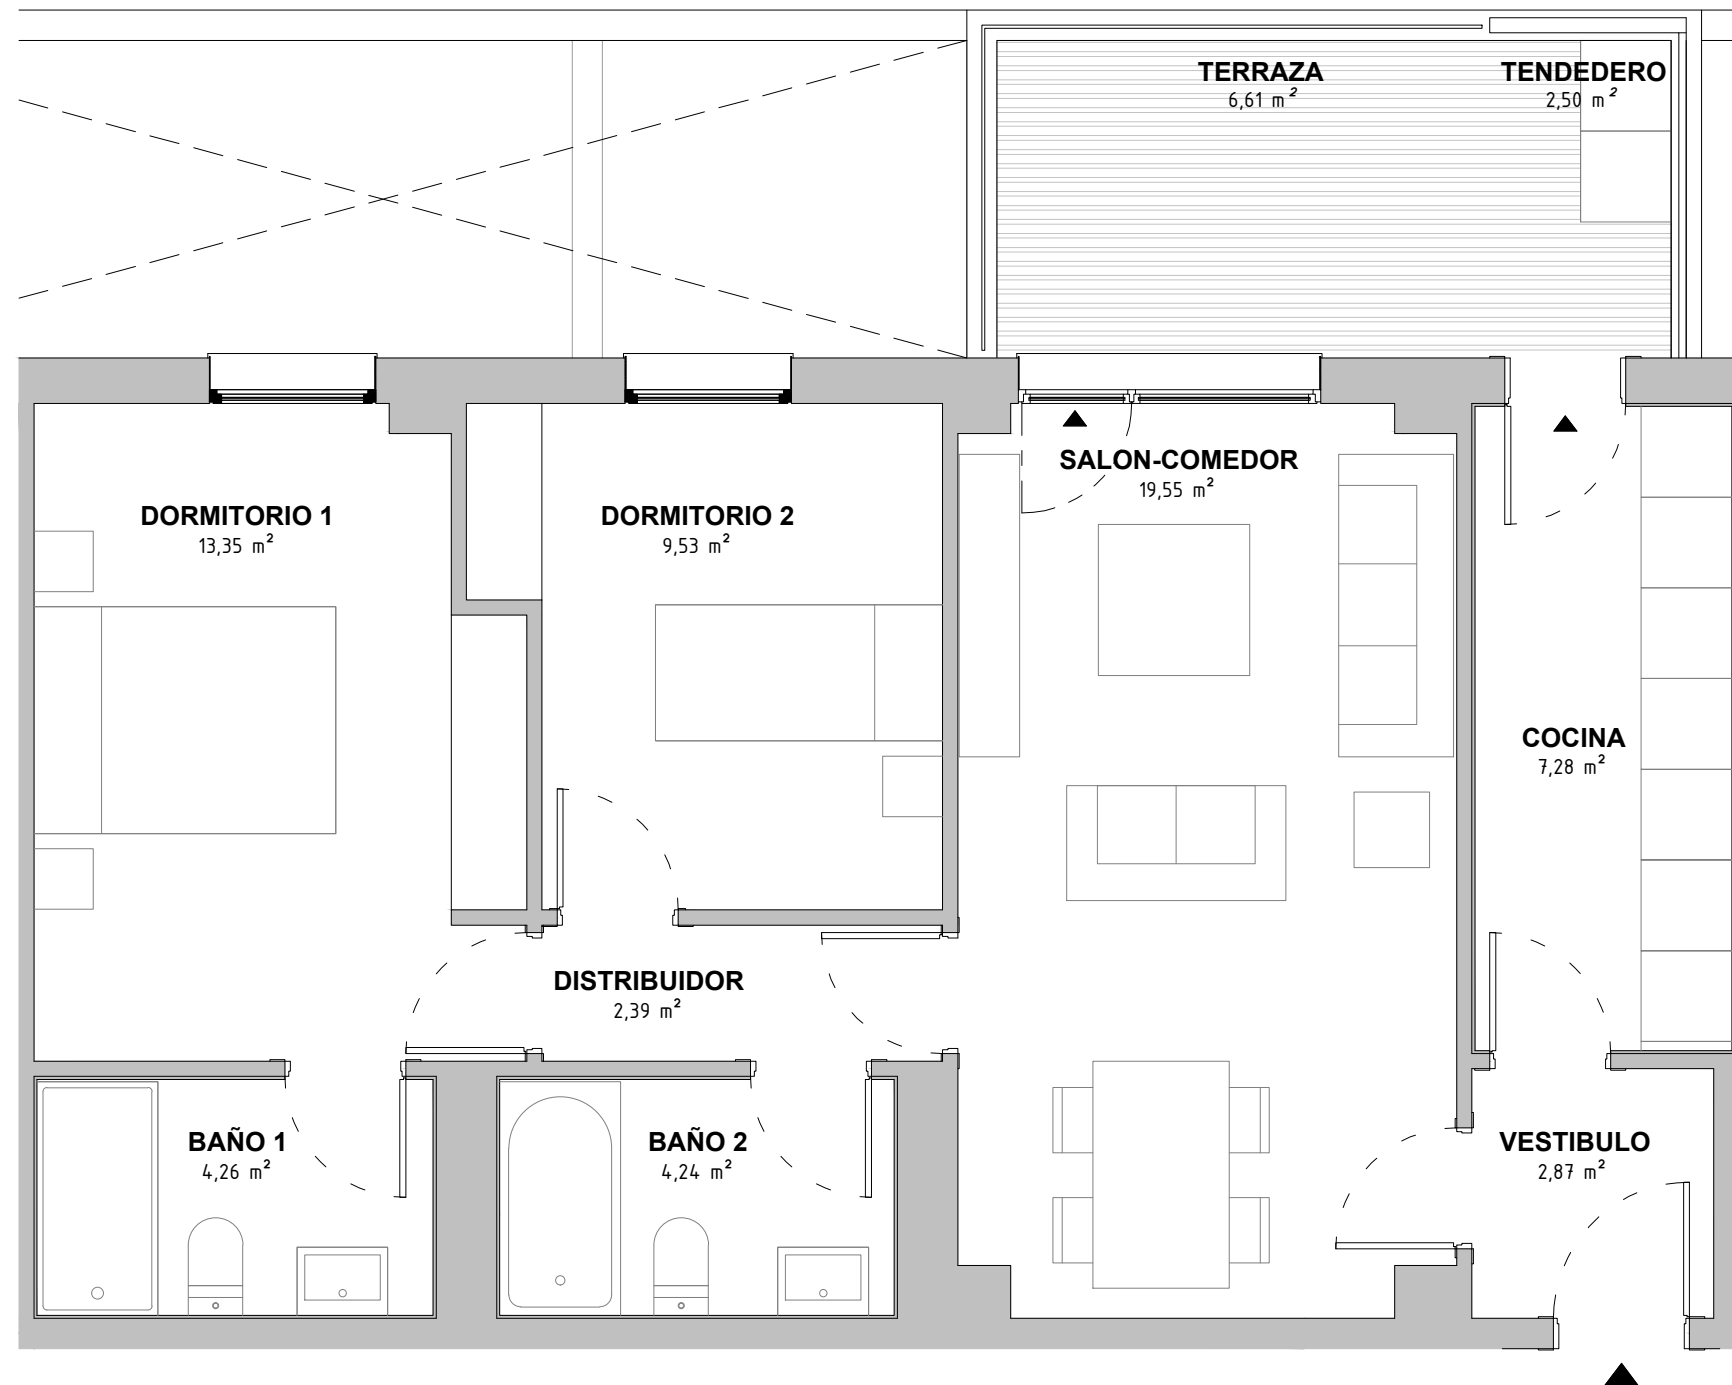 TERRAZA
6,61 m²
TENDEDERO
2,50 m²
SALON-COMEDOR
19,55 m²
DORMITORIO 1
13,35 m²
DORMITORIO 2
9,53 m²
COCINA
7,28 m²
DISTRIBUIDOR
2,39 m²
BAÑO 1
4,26 m²
BAÑO 2
4,24 m²
VESTIBULO
2,87 m²